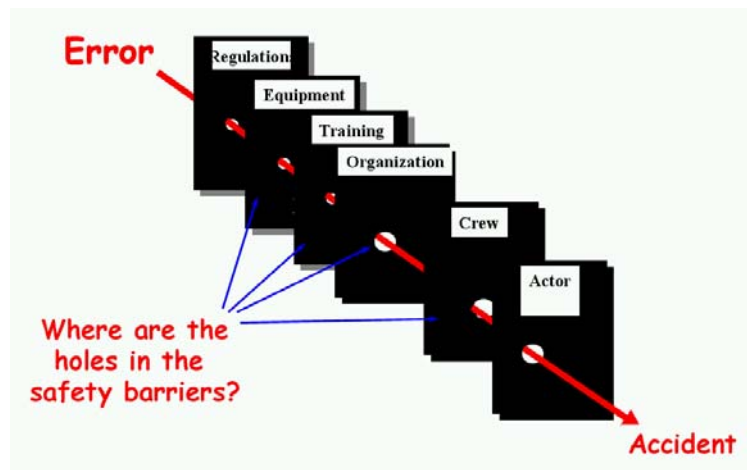 Error
Regulations
Equipment
Training
Organization
Crew
Actor
Where are the
holes in the
safety barriers?
Accident